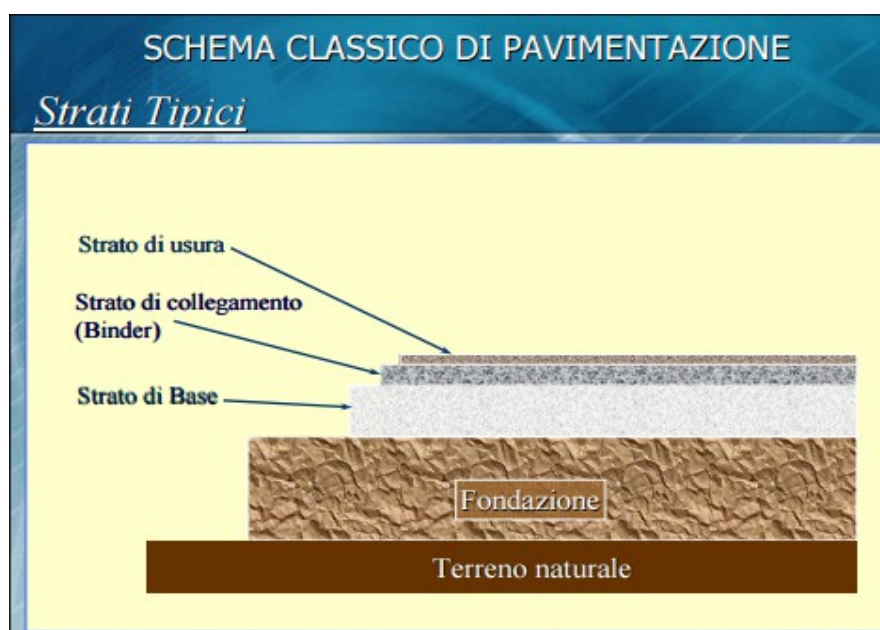 SCHEMA CLASSICO DI PAVIMENTAZIONE
Strati Tipici
Strato di usura
Strato di collegamento
(Binder)
Strato di Base
Fondazione
Terreno naturale